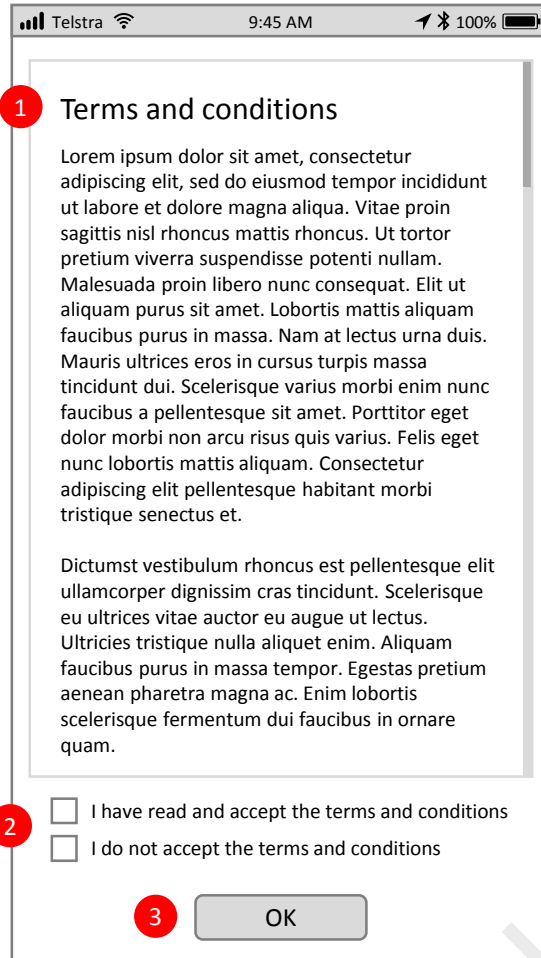 Telstra 9:45 AM 100%
1 Terms and conditions
Lorem ipsum dolor sit amet, consectetur
adipiscing elit, sed do eiusmod tempor incididunt
ut labore et dolore magna aliqua. Vitae proin
sagittis nisl rhoncus mattis rhoncus. Ut tortor
pretium viverra suspendisse potenti nullam.
Malesuada proin libero nunc consequat. Elit ut
aliquam purus sit amet. Lobortis mattis aliquam
faucibus purus in massa. Nam at lectus urna duis.
Mauris ultrices eros in cursus turpis massa
tincidunt dui. Scelerisque varius morbi enim nunc
faucibus a pellentesque sit amet. Porttitor eget
dolor morbi non arcu risus quis varius. Felis eget
nunc lobortis mattis aliquam. Consectetur
adipiscing elit pellentesque habitant morbi
tristique senectus et.
Dictumst vestibulum rhoncus est pellentesque elit
ullamcorper dignissim cras tincidunt. Scelerisque
eu ultrices vitae auctor eu augue ut lectus.
Ultricies tristique nulla aliquet enim. Aliquam
faucibus purus in massa tempor. Egestas pretium
aenean pharetra magna ac. Enim lobortis
scelerisque fermentum dui faucibus in ornare
quam.
I have read and accept the terms and conditions
2
I do not accept the terms and conditions
3 OK